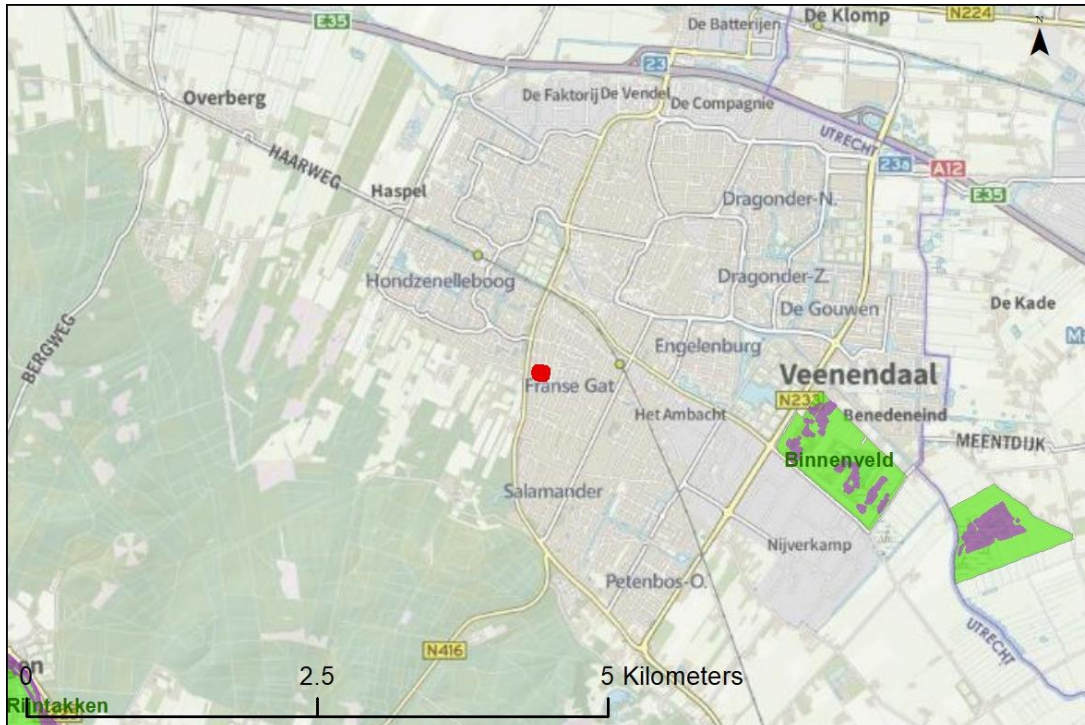 E35
De Batterijen
De Klomp
N224
N
23
Overberg
De Faktorij
De Vendel
De Compagnie
UTRECHT
23a
A12
HAARWEG
Haspel
Dragonder-N.
E35
Hondzenelleboog
Dragonder-Z.
De Gouwen
De Kade
BERGWEG
Engelenburg
Veenendaal
Franse Gat
N233
Het Ambacht
Benedeneind
MEENTDIJK
Binnenveld
Salamander
Nijverkamp
Petenbos-O.
UTRECHT
N416
0
2.5
5 Kilometers
Rijntakken